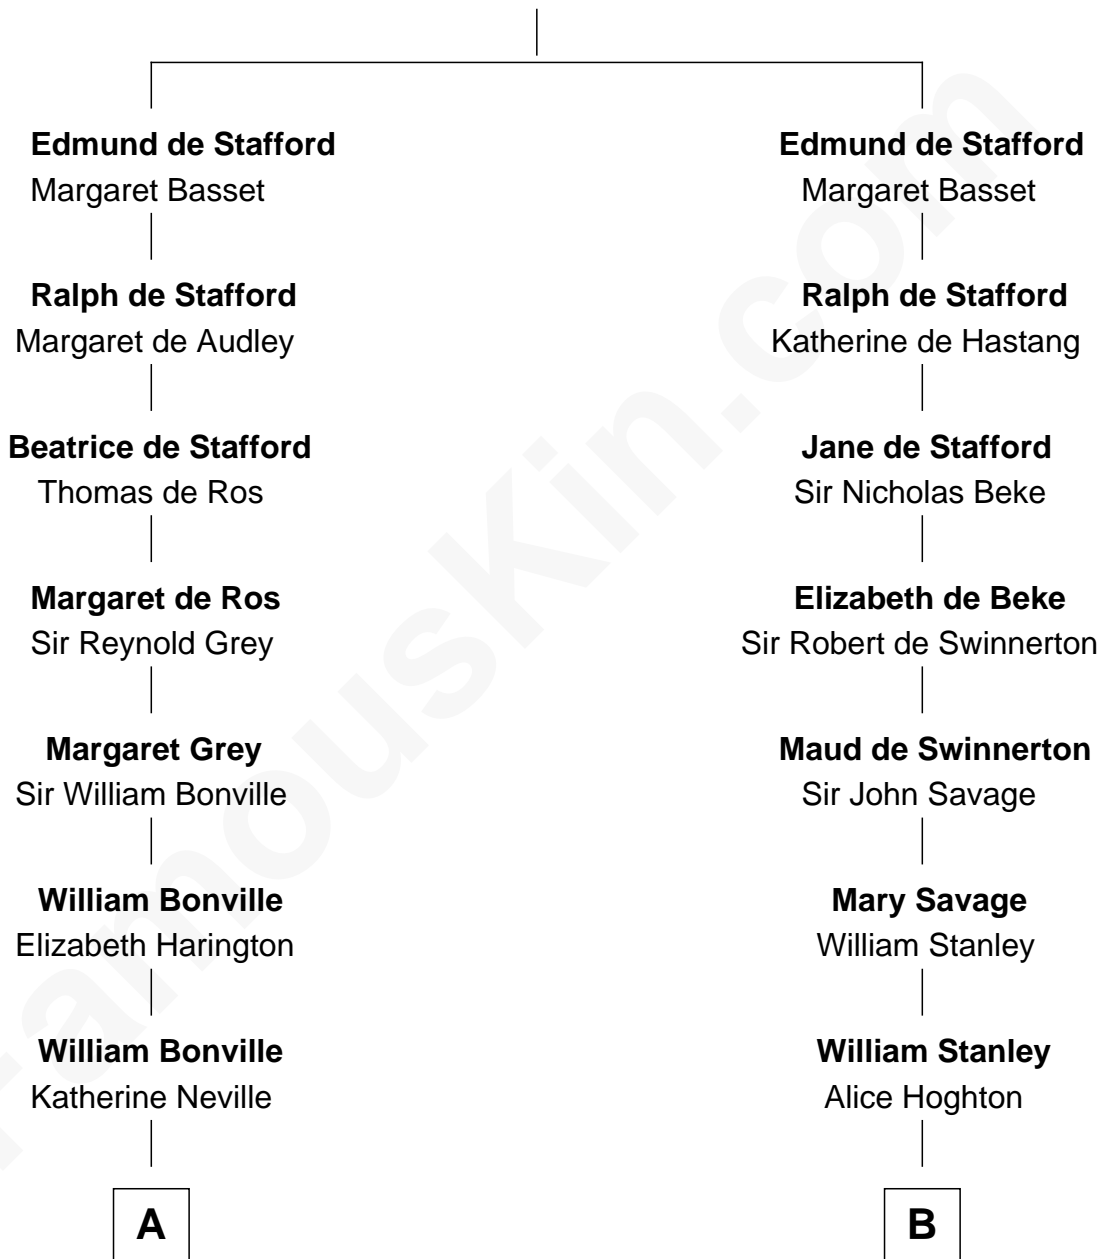 Edmund de Stafford
Margaret Basset
Ralph de Stafford
Margaret de Audley
Beatrice de Stafford
Thomas de Ros
Margaret de Ros
Sir Reynold Grey
Margaret Grey
Sir William Bonville
William Bonville
Elizabeth Harington
William Bonville
Katherine Neville
A
Edmund de Stafford
Margaret Basset
Ralph de Stafford
Katherine de Hastang
Jane de Stafford
Sir Nicholas Beke
Elizabeth de Beke
Sir Robert de Swinnerton
Maud de Swinnerton
Sir John Savage
Mary Savage
William Stanley
William Stanley
Alice Hoghton
B
FamousKin.com